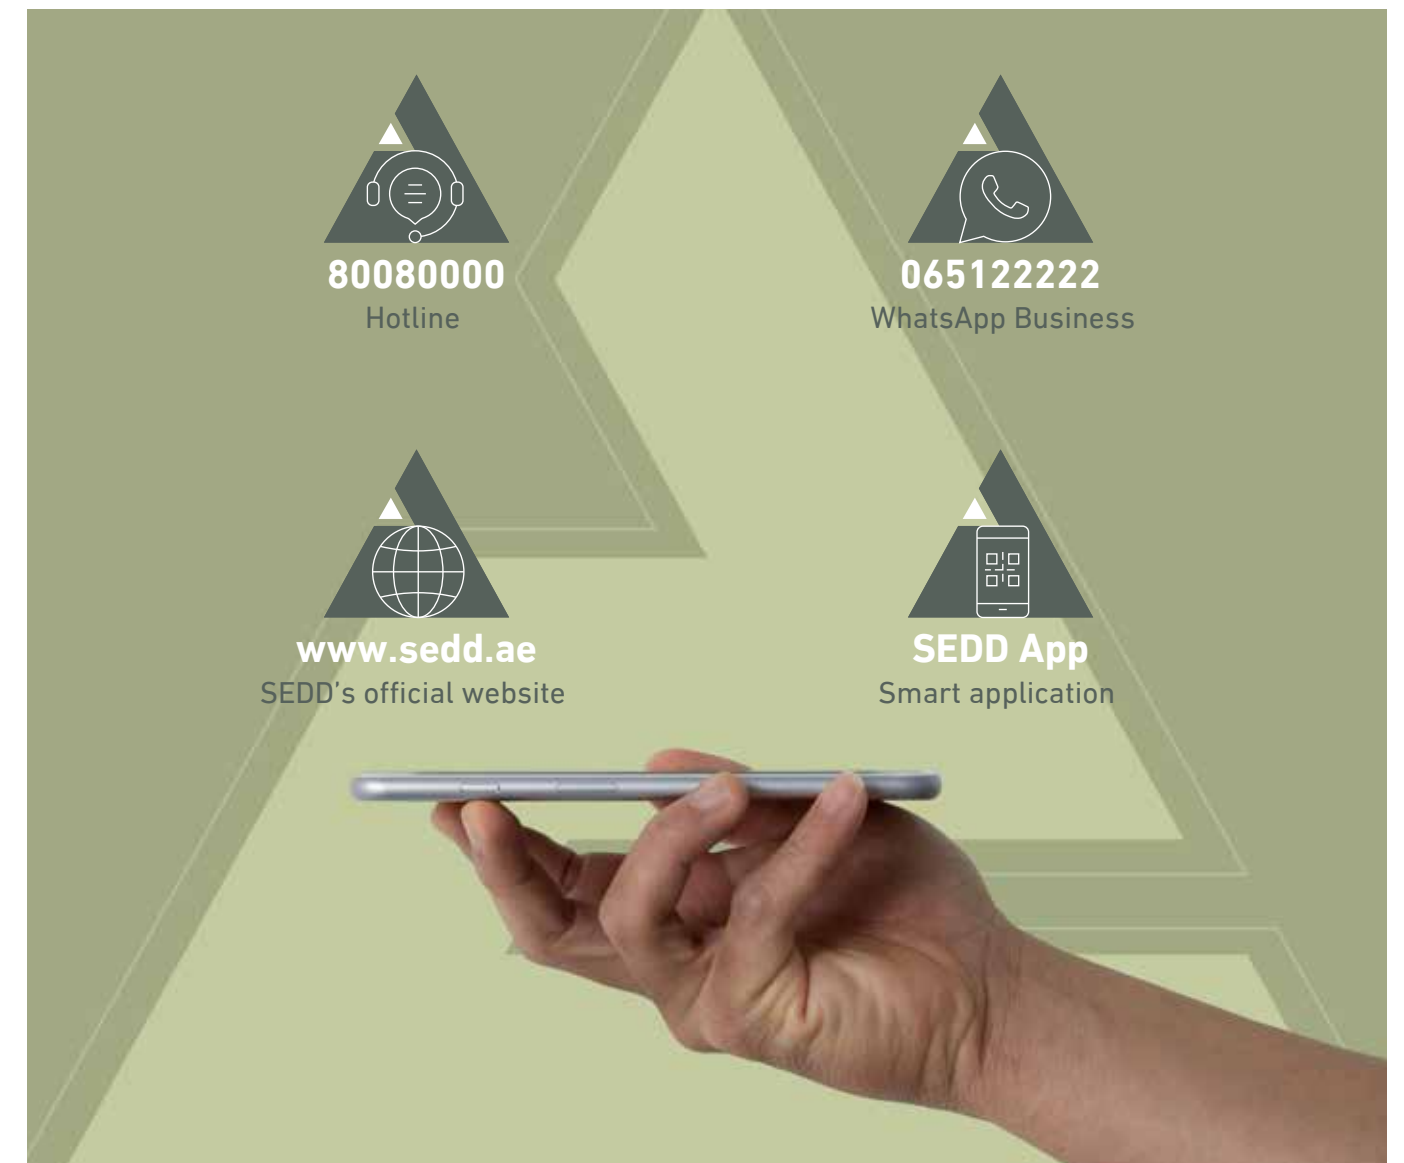 80080000
Hotline
065122222
WhatsApp Business
www.sedd.ae
SEDD's official website
SEDD App
Smart application